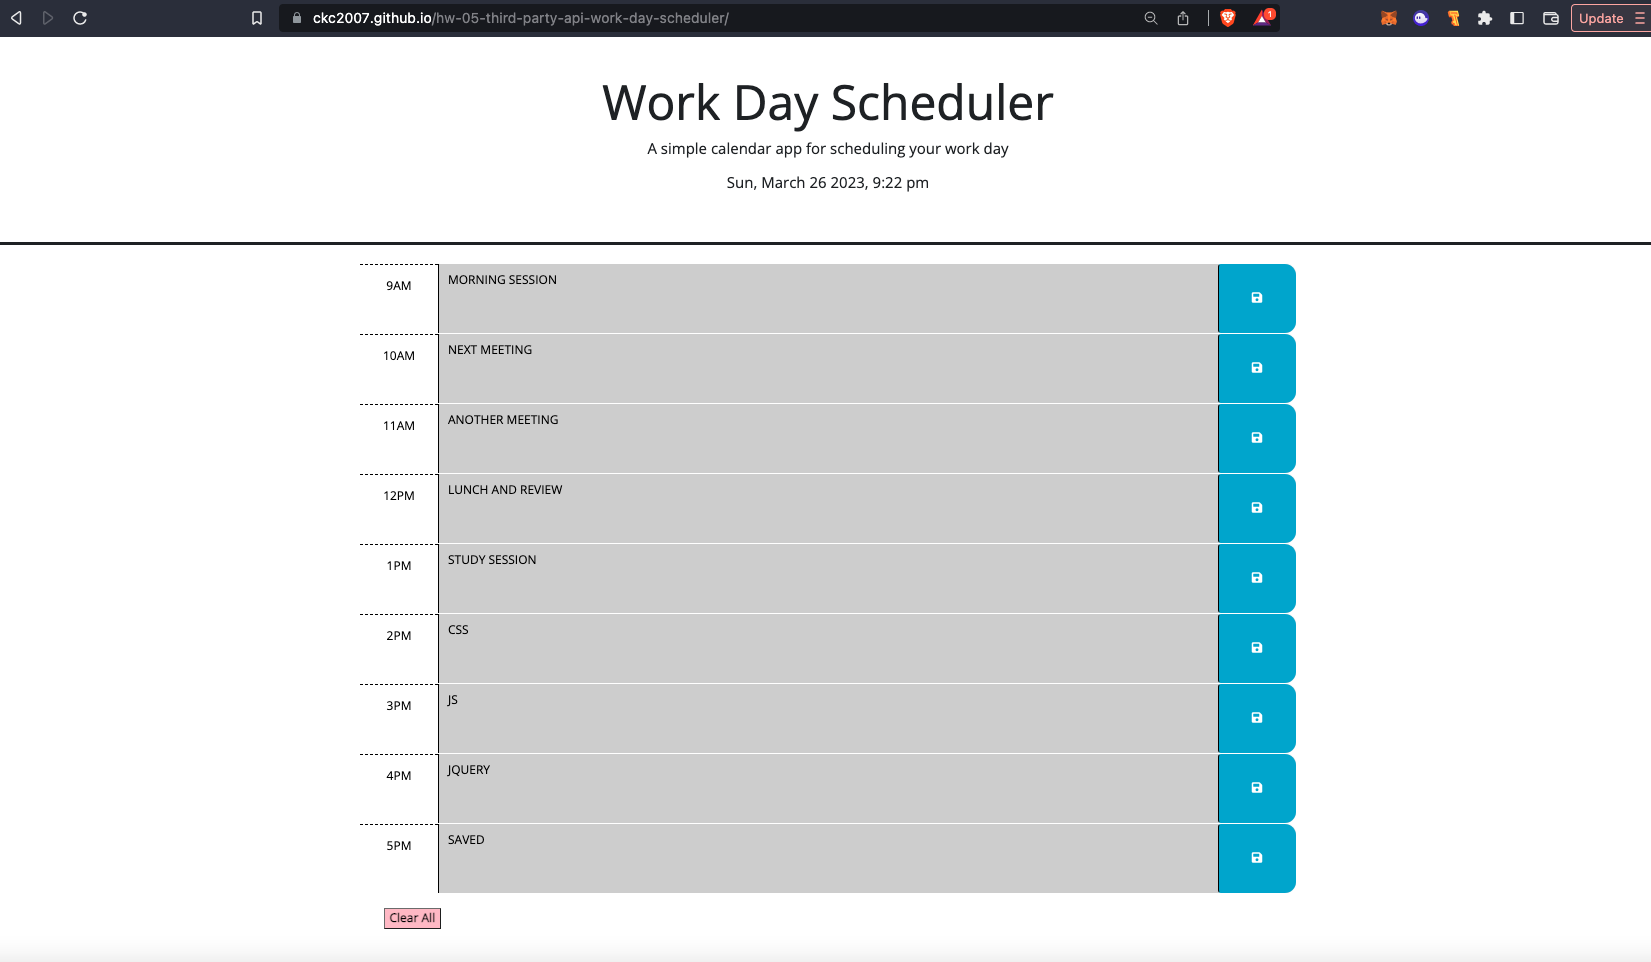 ckc2007.github.io/hw-05-third-party-api-work-day-scheduler/
1
Update
Work Day Scheduler
A simple calendar app for scheduling your work day
Sun, March 26 2023, 9:22 pm
9AM MORNING SESSION
10AM NEXT MEETING
11AM ANOTHER MEETING
12PM LUNCH AND REVIEW
1PM STUDY SESSION
2PM CSS
3PM JS
4PM JQUERY
5PM SAVED
Clear All